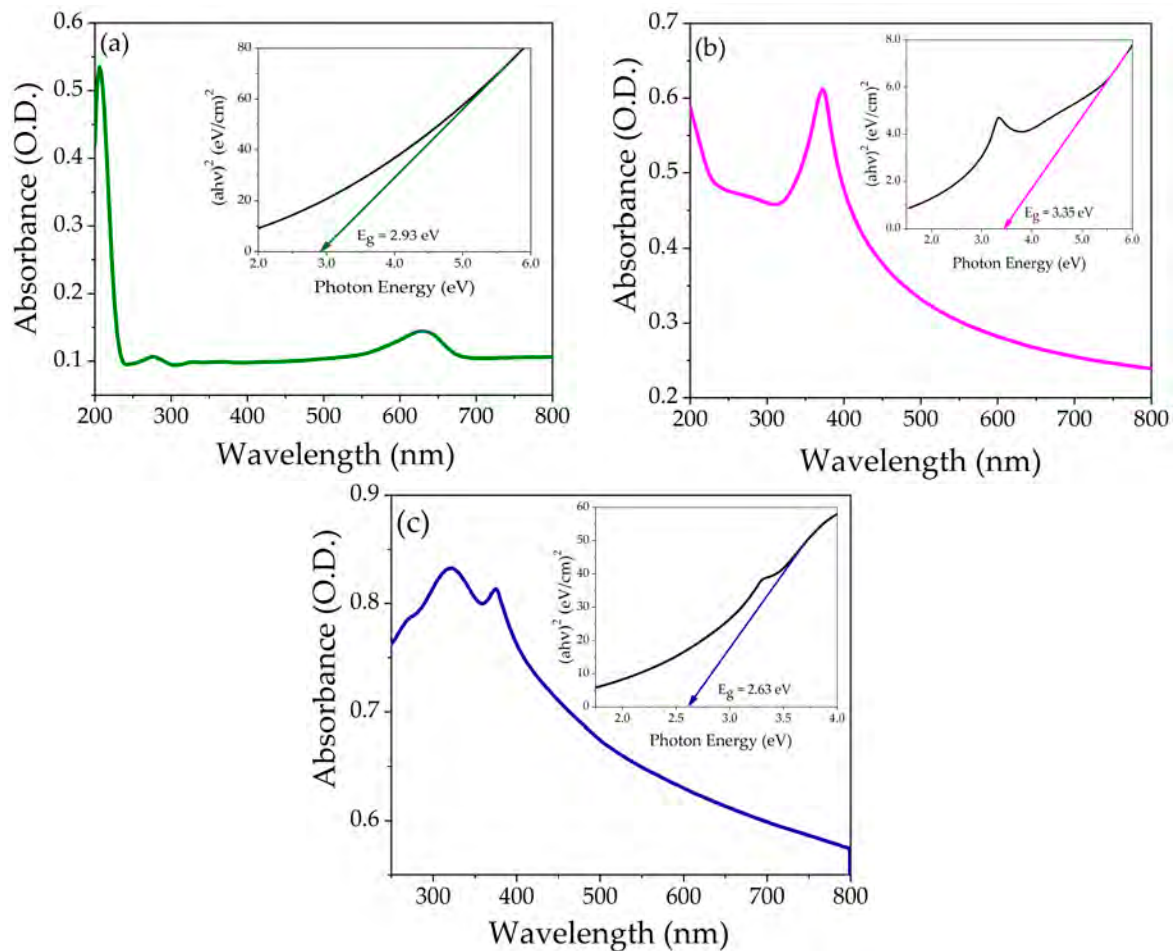 (a)
0.6
0.5
0.4
0.3
0.2
0.1
Absorbance (O.D.)
200 300 400 500 600 700 800
Wavelength (nm)
80
60
40
20
0
(ahν)² (eV/cm)²
E_g = 2.93 eV
2.0 3.0 4.0 5.0 6.0
Photon Energy (eV)
(b)
0.7
0.6
0.5
0.4
0.3
0.2
Absorbance (O.D.)
200 300 400 500 600 700 800
Wavelength (nm)
8.0
6.0
4.0
2.0
0.0
(ahν)² (eV/cm)²
E_g = 3.35 eV
2.0 3.0 4.0 5.0 6.0
Photon Energy (eV)
(c)
0.9
0.8
0.7
0.6
Absorbance (O.D.)
300 400 500 600 700 800
Wavelength (nm)
60
50
40
30
20
10
0
(ahν)² (eV/cm)²
E_g = 2.63 eV
2.0 2.5 3.0 3.5 4.0
Photon Energy (eV)